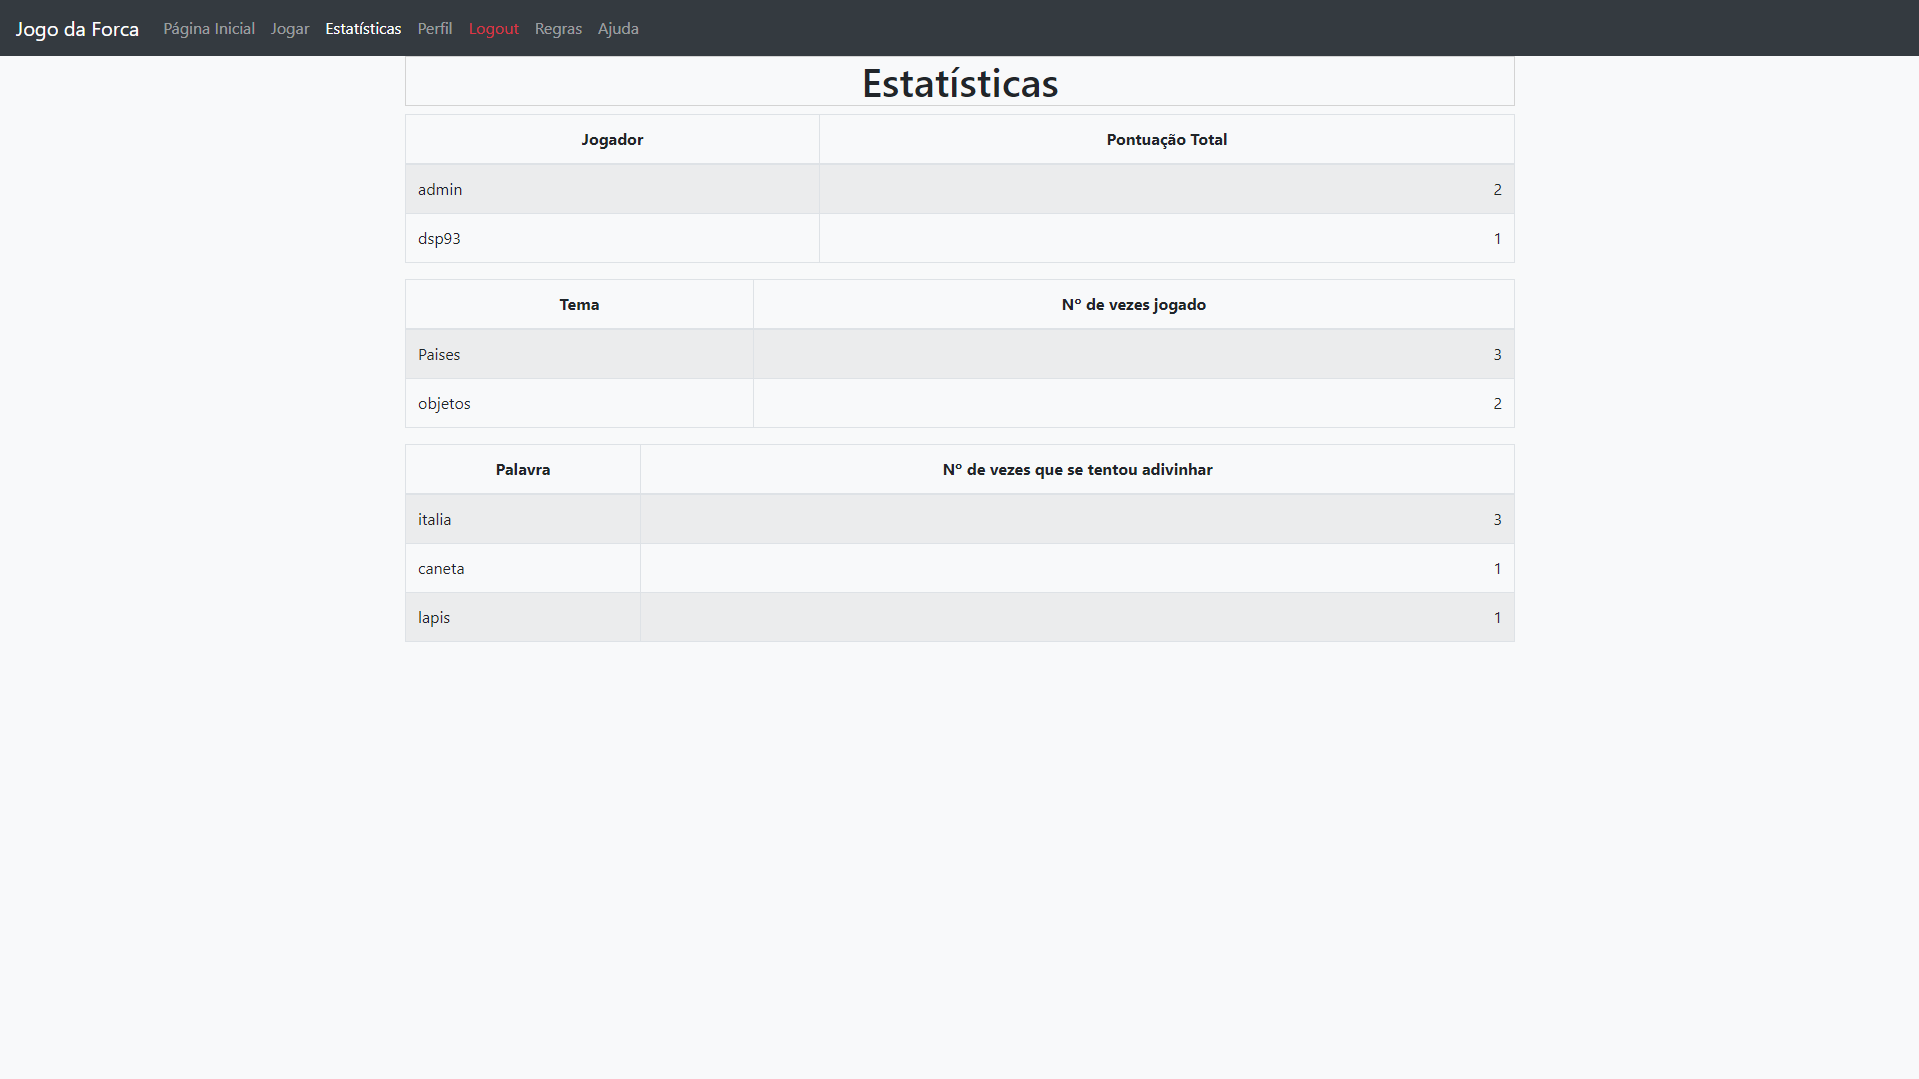 Jogo da Forca Página Inicial Jogar Estatísticas Perfil Logout Regras Ajuda
Estatísticas
Jogador Pontuação Total
admin 2
dsp93 1
Tema Nº de vezes jogado
Paises 3
objetos 2
Palavra Nº de vezes que se tentou adivinhar
italia 3
caneta 1
lapis 1